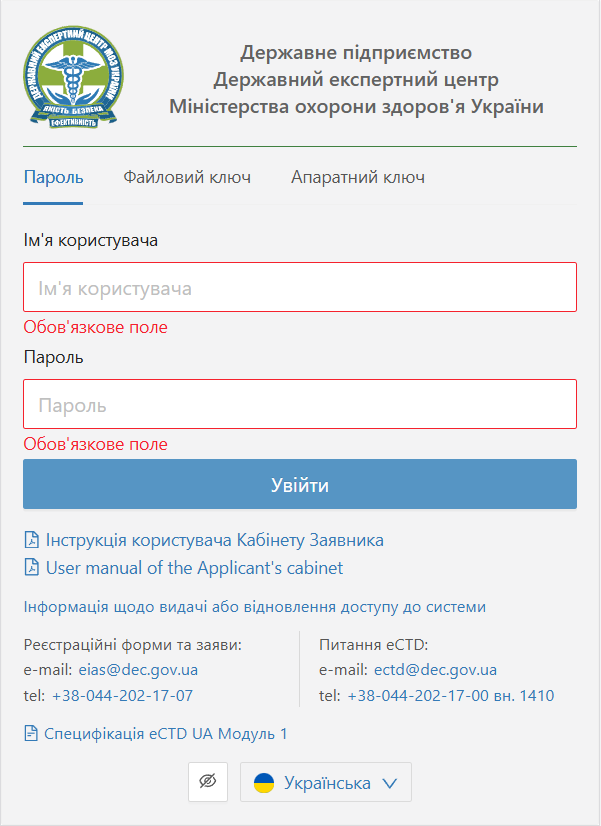 ДЕРЖАВНИЙ ЕКСПЕРТНИЙ ЦЕНТР МОЗ УКРАЇНИ
ЯКІСТЬ БЕЗПЕКА
ЕФЕКТИВНІСТЬ
Державне підприємство
Державний експертний центр
Міністерства охорони здоров'я України
Пароль Файловий ключ Апаратний ключ
Ім'я користувача
Ім'я користувача
Обов'язкове поле
Пароль
Пароль
Обов'язкове поле
Увійти
Інструкція користувача Кабінету Заявника
User manual of the Applicant's cabinet
Інформація щодо видачі або відновлення доступу до системи
Реєстраційні форми та заяви:
e-mail: eias@dec.gov.ua
tel: +38-044-202-17-07
Питання eCTD:
e-mail: ectd@dec.gov.ua
tel: +38-044-202-17-00 вн. 1410
Специфікація eCTD UA Модуль 1
Українська